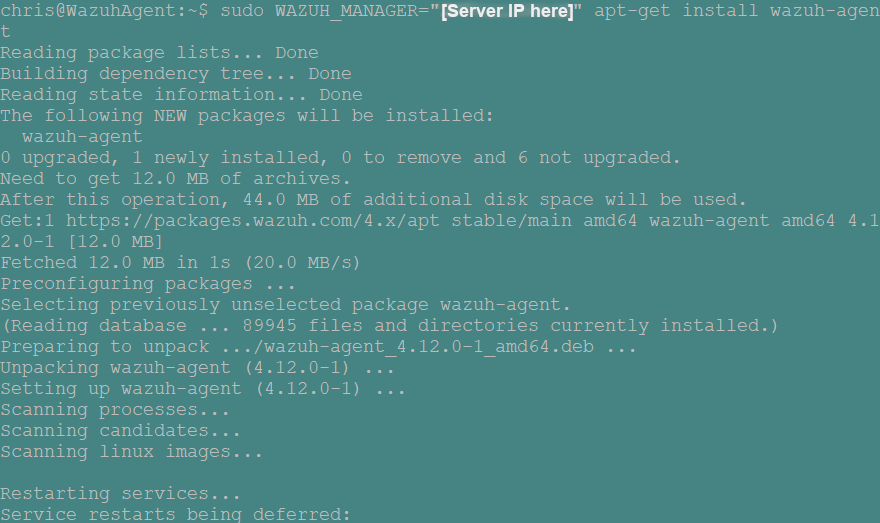 chris@WazuhAgent:~$ sudo WAZUH_MANAGER="[Server IP here]" apt-get install wazuh-agen
t
Reading package lists... Done
Building dependency tree... Done
Reading state information... Done
The following NEW packages will be installed:
  wazuh-agent
0 upgraded, 1 newly installed, 0 to remove and 6 not upgraded.
Need to get 12.0 MB of archives.
After this operation, 44.0 MB of additional disk space will be used.
Get:1 https://packages.wazuh.com/4.x/apt stable/main amd64 wazuh-agent amd64 4.1
2.0-1 [12.0 MB]
Fetched 12.0 MB in 1s (20.0 MB/s)
Preconfiguring packages ...
Selecting previously unselected package wazuh-agent.
(Reading database ... 89945 files and directories currently installed.)
Preparing to unpack .../wazuh-agent_4.12.0-1_amd64.deb ...
Unpacking wazuh-agent (4.12.0-1) ...
Setting up wazuh-agent (4.12.0-1) ...
Scanning processes...
Scanning candidates...
Scanning linux images...

Restarting services...
Service restarts being deferred: